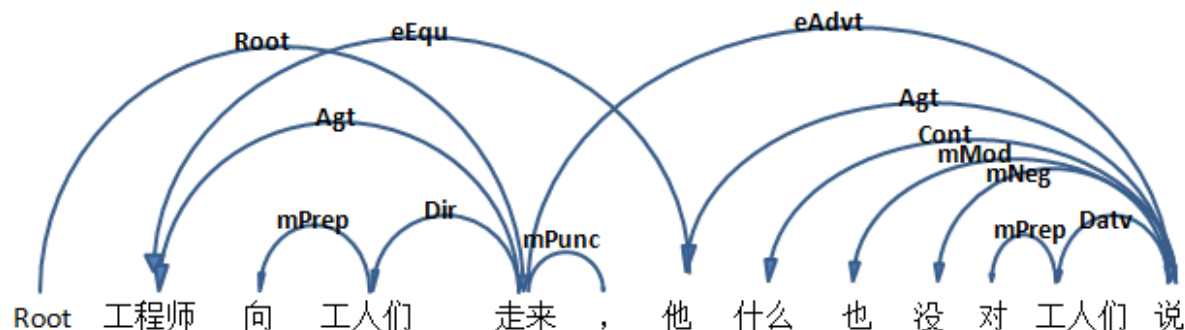 Root eEqu eAdvt
Agt Agt
Cont
mMod
mNeg
mPrep Dir mPunc mPrep Datv
Root 工程师 向 工人们 走来 , 他 什么 也 没 对 工人们 说